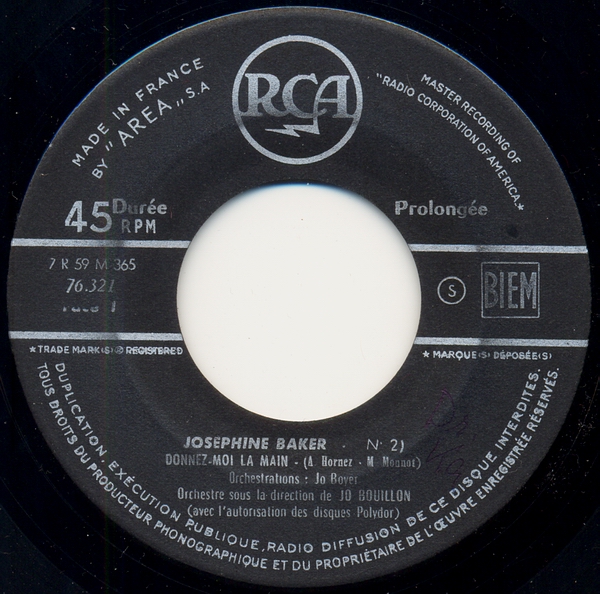 RCA
MADE IN FRANCE
BY "AREA" S.A
MASTER RECORDING OF
"RADIO CORPORATION OF AMERICA"*
45 Durée
RPM
Prolongée
7 R 59 M 365
76.321
S
BIEM
*TRADE MARK(S) ® REGISTERED
*MARQUE(S) DÉPOSÉE(S)
JOSEPHINE BAKER . N° 2)
DONNEZ-MOI LA MAIN - (A Hornez - M Monnot)
Orchestrations : Jo Boyer
Orchestre sous la direction de JO BOUILLON
(avec l'autorisation des disques Polydor)
DUPLICATION, EXÉCUTION PUBLIQUE, RADIO DIFFUSION DE CE DISQUE INTERDITES.
TOUS DROITS DU PRODUCTEUR PHONOGRAPHIQUE ET DU PROPRIÉTAIRE DE L'ŒUVRE ENREGISTRÉE RÉSERVÉS.